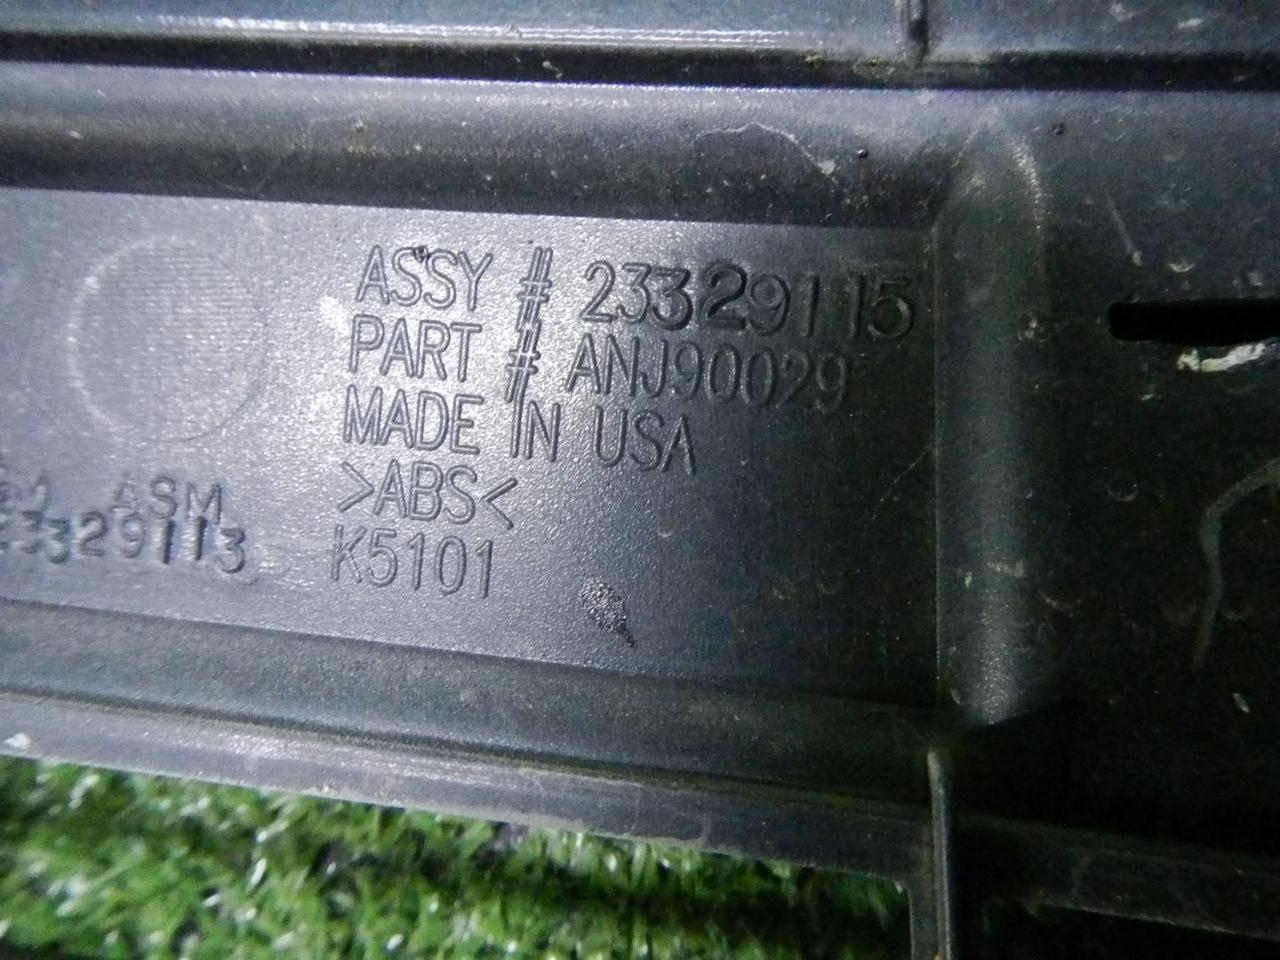 ASSY # 23329115
PART # ANJ90029
MADE IN USA
>ABS<
K5101
ASM
23329113